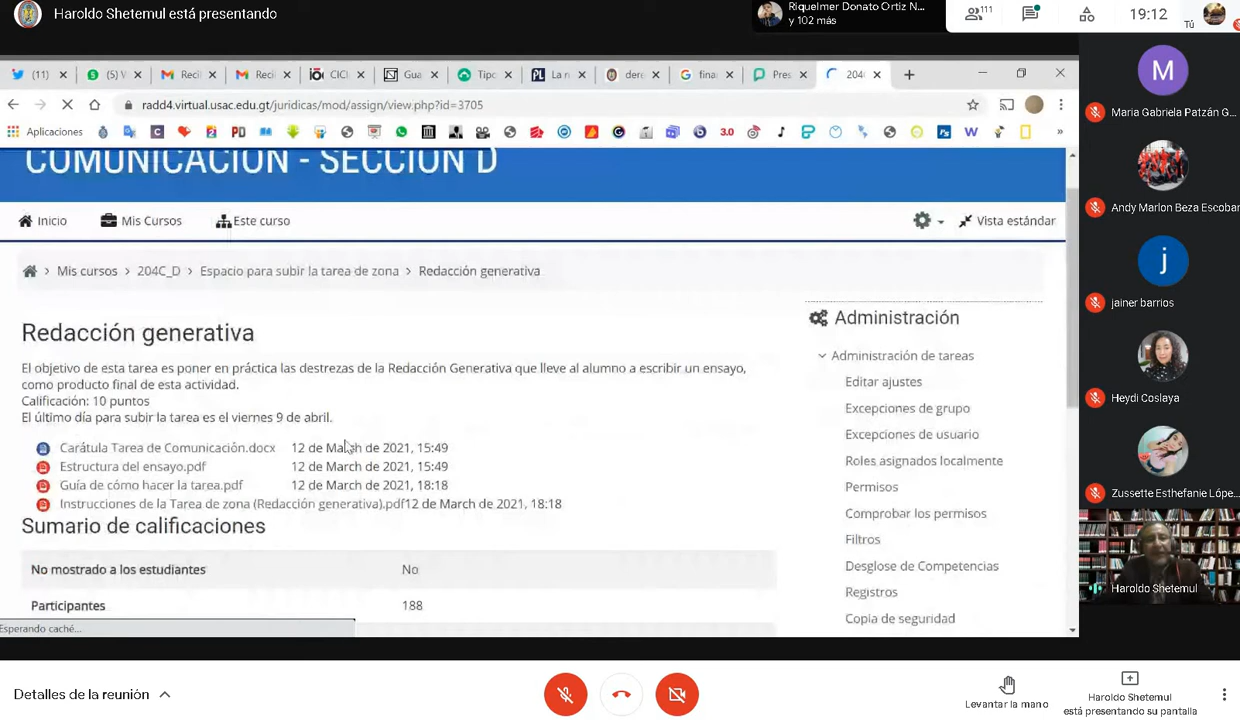 Haroldo Shetemul está presentando
Riquelmer Donato Ortiz N...
y 102 más
111
19:12
Tú
(11)
(5) V
Recil
Recil
CICI
Gua
Tipo
La n
dere
fina
Pres
204
radd4.virtual.usac.edu.gt/juridicas/mod/assign/view.php?id=3705
Aplicaciones
3.0
COMUNICACIÓN - SECCIÓN D
Inicio
Mis Cursos
Este curso
Vista estándar
Mis cursos > 204C_D > Espacio para subir la tarea de zona > Redacción generativa
Redacción generativa
El objetivo de esta tarea es poner en práctica las destrezas de la Redacción Generativa que lleve al alumno a escribir un ensayo,
como producto final de esta actividad.
Calificación: 10 puntos
El último día para subir la tarea es el viernes 9 de abril.
Carátula Tarea de Comunicación.docx 12 de March de 2021, 15:49
Estructura del ensayo.pdf 12 de March de 2021, 15:49
Guía de cómo hacer la tarea.pdf 12 de March de 2021, 18:18
Instrucciones de la Tarea de zona (Redacción generativa).pdf12 de March de 2021, 18:18
Sumario de calificaciones
No mostrado a los estudiantes No
Participantes 188
Esperando caché...
Administración
Administración de tareas
Editar ajustes
Excepciones de grupo
Excepciones de usuario
Roles asignados localmente
Permisos
Comprobar los permisos
Filtros
Desglose de Competencias
Registros
Copia de seguridad
M
Maria Gabriela Patzán G...
Andy Marlon Beza Escobar
j
jainer barrios
Heydi Coslaya
Zussette Esthefanie Lópe...
Haroldo Shetemul
Detalles de la reunión
Levantar la mano
Haroldo Shetemul
está presentando su pantalla